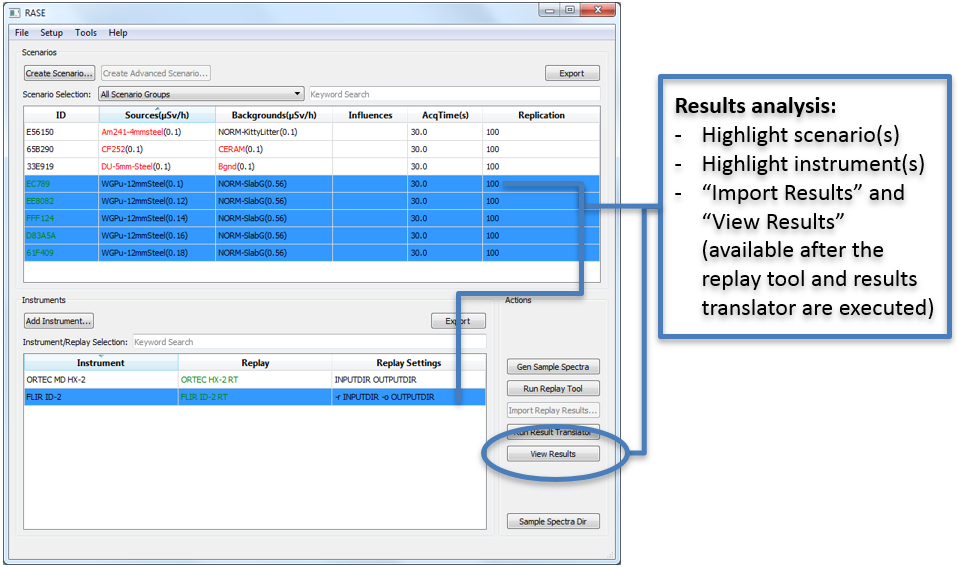 RASE
File Setup Tools Help
Scenarios
Create Scenario... Create Advanced Scenario... Export
Scenario Selection: All Scenario Groups Keyword Search
ID Sources(µSv/h) Backgrounds(µSv/h) Influences AcqTime(s) Replication
E56150 Am241-4mmsteel(0.1) NORM-KittyLitter(0.1) 30.0 100
65B290 CF252(0.1) CERAM(0.1) 30.0 100
33E919 DU-5mm-Steel(0.1) Bgnd(0.1) 30.0 100
EC789 WGPu-12mmSteel(0.1) NORM-SlabG(0.56) 30.0 100
EE8082 WGPu-12mmSteel(0.12) NORM-SlabG(0.56) 30.0 100
FFF124 WGPu-12mmSteel(0.14) NORM-SlabG(0.56) 30.0 100
D83A5A WGPu-12mmSteel(0.16) NORM-SlabG(0.56) 30.0 100
61F409 WGPu-12mmSteel(0.18) NORM-SlabG(0.56) 30.0 100
Instruments
Add Instrument... Export
Instrument/Replay Selection: Keyword Search
Instrument Replay Replay Settings
ORTEC MD HX-2 ORTEC HX-2 RT INPUTDIR OUTPUTDIR
FLIR ID-2 FLIR ID-2 RT -r INPUTDIR -o OUTPUTDIR
Actions
Gen Sample Spectra
Run Replay Tool
Import Replay Results...
Run Result Translator
View Results
Sample Spectra Dir
Results analysis:
- Highlight scenario(s)
- Highlight instrument(s)
- “Import Results” and
“View Results”
(available after the
replay tool and results
translator are executed)